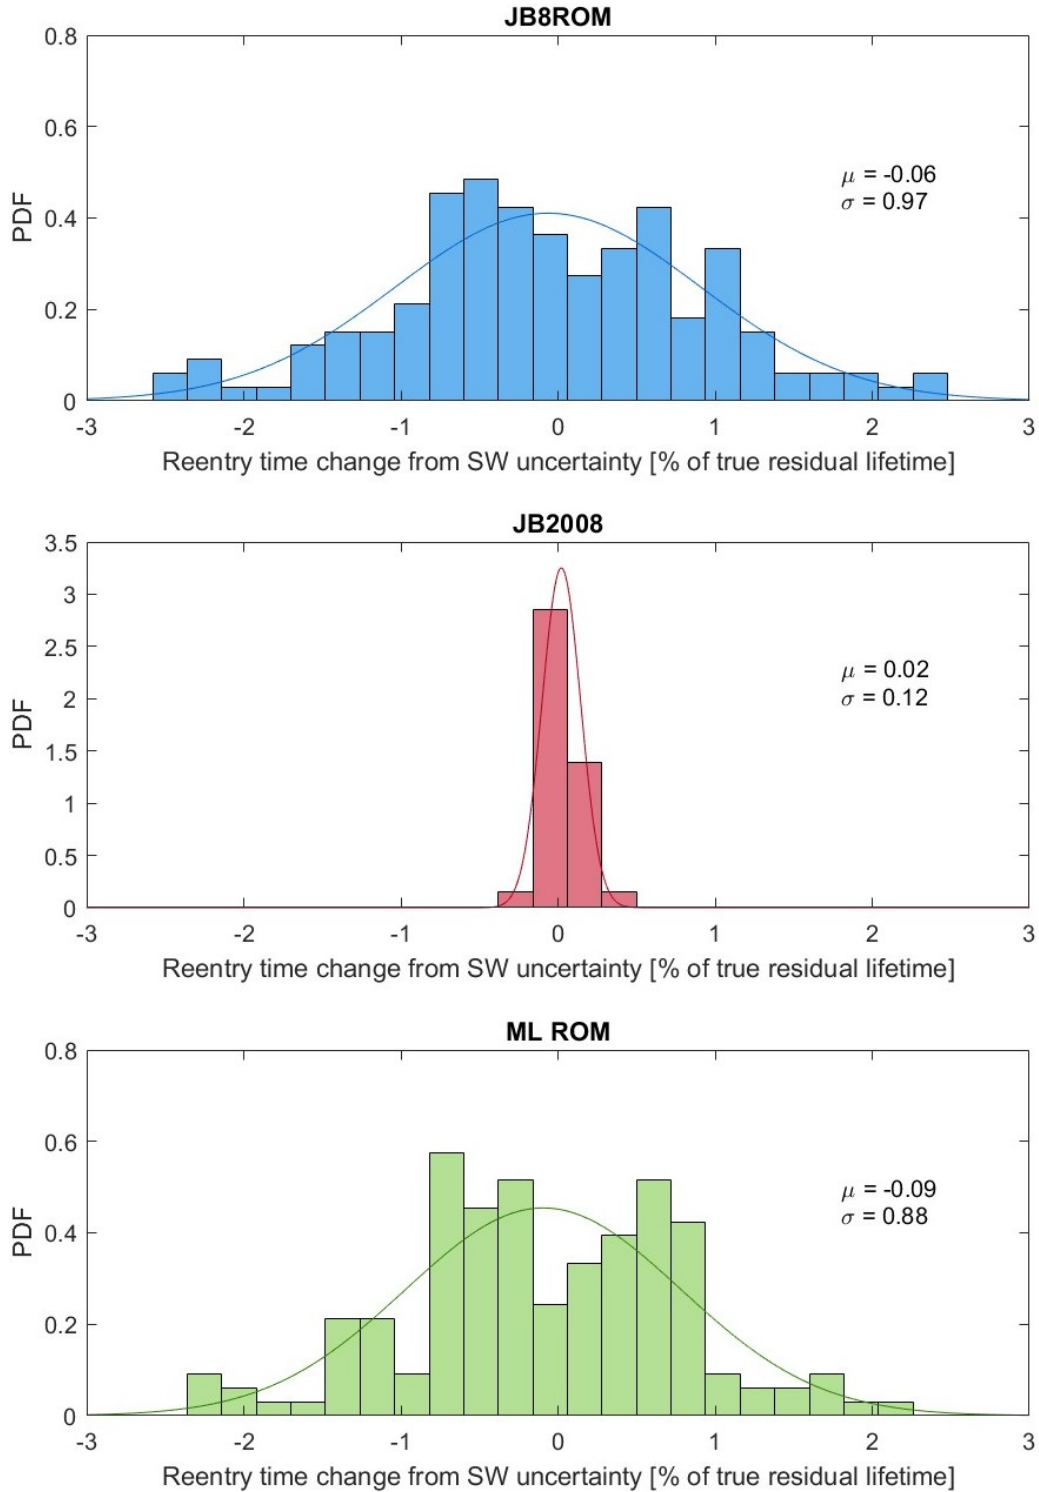 JB8ROM
0.8
0.6
0.4
0.2
0
PDF
μ = -0.06
σ = 0.97
-3 -2 -1 0 1 2 3
Reentry time change from SW uncertainty [% of true residual lifetime]
JB2008
3.5
3
2.5
2
1.5
1
0.5
0
PDF
μ = 0.02
σ = 0.12
-3 -2 -1 0 1 2 3
Reentry time change from SW uncertainty [% of true residual lifetime]
ML ROM
0.8
0.6
0.4
0.2
0
PDF
μ = -0.09
σ = 0.88
-3 -2 -1 0 1 2 3
Reentry time change from SW uncertainty [% of true residual lifetime]